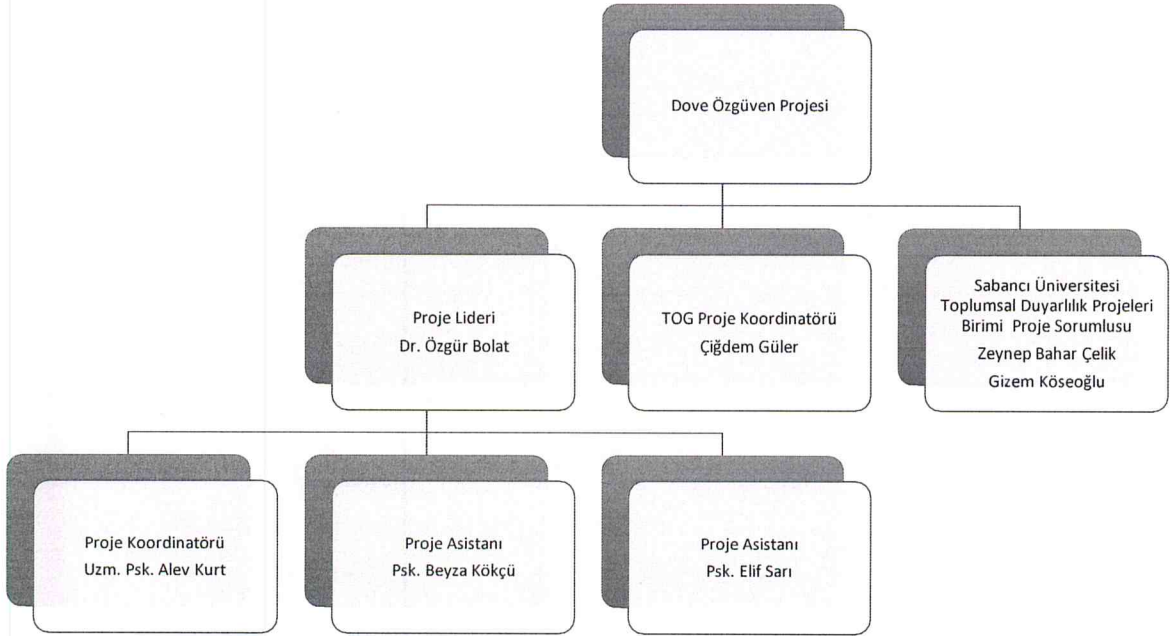 Dove Özgüven Projesi
Proje Lideri
Dr. Özgür Bolat
TOG Proje Koordinatörü
Çiğdem Güler
Sabancı Üniversitesi
Toplumsal Duyarlılık Projeleri
Birimi Proje Sorumlusu
Zeynep Bahar Çelik
Gizem Köseoğlu
Proje Koordinatörü
Uzm. Psk. Alev Kurt
Proje Asistanı
Psk. Beyza Kökçü
Proje Asistanı
Psk. Elif Sarı